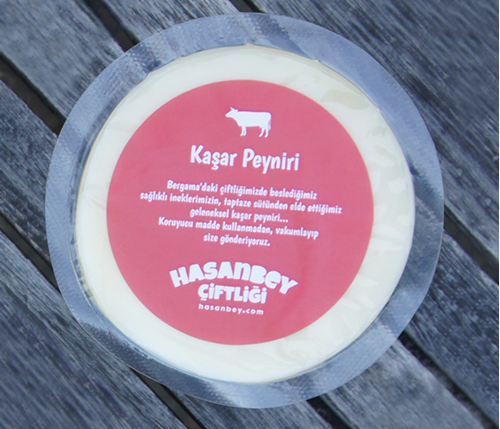 Kaşar Peyniri
Bergama'daki çiftliğimizde beslediğimiz
sağlıklı ineklerimizin, taptaze sütünden elde ettiğimiz
geleneksel kaşar peyniri...
Koruyucu madde kullanmadan, vakumlayıp
size gönderiyoruz.
HASANBEY
ÇİFTLİĞİ
hasanbey.com